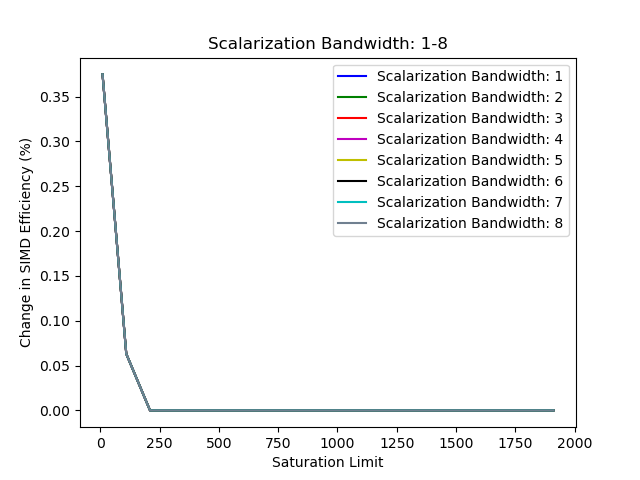 Scalarization Bandwidth: 1-8
Scalarization Bandwidth: 1
Scalarization Bandwidth: 2
Scalarization Bandwidth: 3
Scalarization Bandwidth: 4
Scalarization Bandwidth: 5
Scalarization Bandwidth: 6
Scalarization Bandwidth: 7
Scalarization Bandwidth: 8
Change in SIMD Efficiency (%)
0.35
0.30
0.25
0.20
0.15
0.10
0.05
0.00
0 250 500 750 1000 1250 1500 1750 2000
Saturation Limit